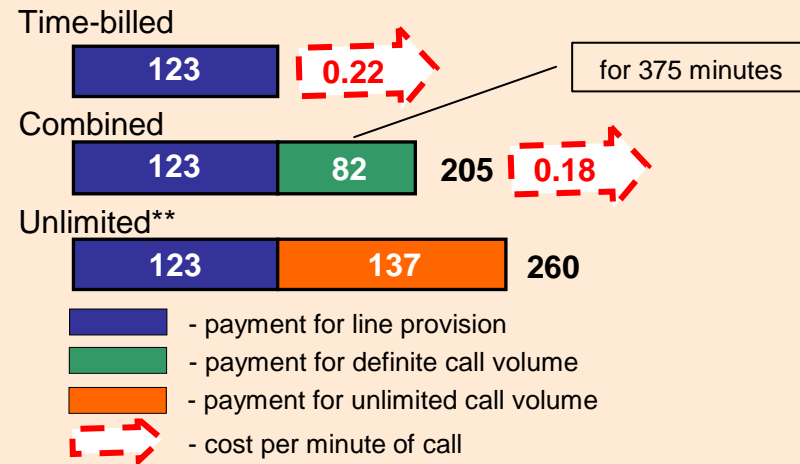 Time-billed
123 0.22
for 375 minutes
Combined
123 82 205 0.18
Unlimited**
123 137 260
- payment for line provision
- payment for definite call volume
- payment for unlimited call volume
- cost per minute of call